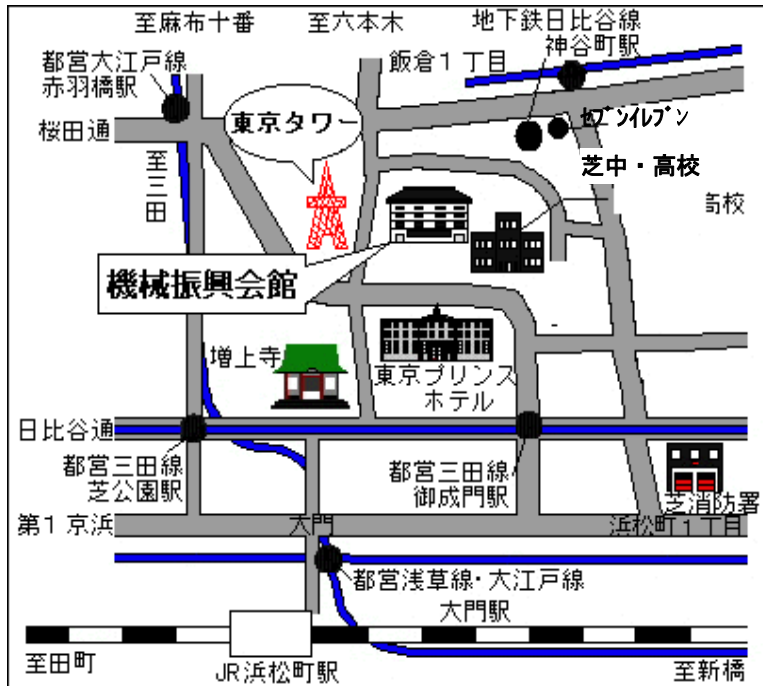 至麻布十番
至六本木
地下鉄日比谷線
神谷町駅
都営大江戸線
赤羽橋駅
飯倉1丁目
東京タワー
ｾﾌﾞﾝｲﾚﾌﾞﾝ
桜田通
至三田
芝中・高校
高校
機械振興会館
増上寺
東京プリンス
ホテル
日比谷通
都営三田線
芝公園駅
都営三田線
御成門駅
芝消防署
第1京浜
大門
浜松町1丁目
都営浅草線・大江戸線
大門駅
至田町
JR浜松町駅
至新橋